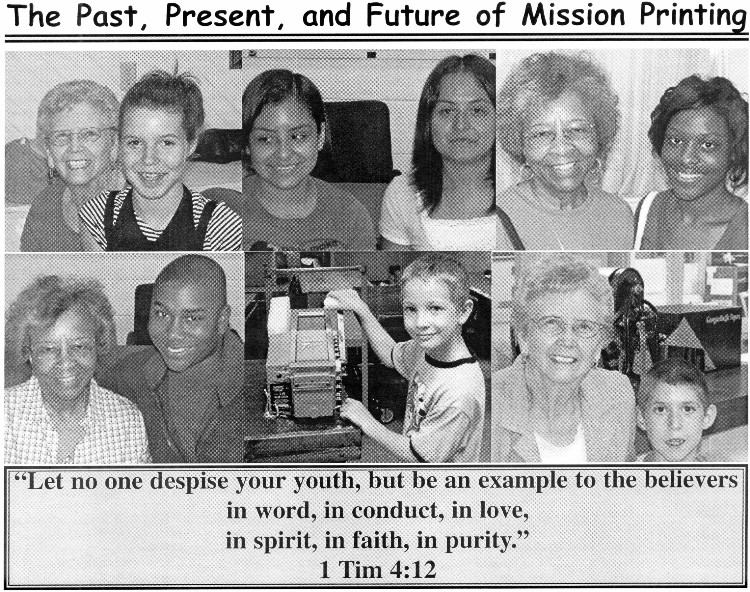 The Past, Present, and Future of Mission Printing
“Let no one despise your youth, but be an example to the believers
in word, in conduct, in love,
in spirit, in faith, in purity.”
1 Tim 4:12